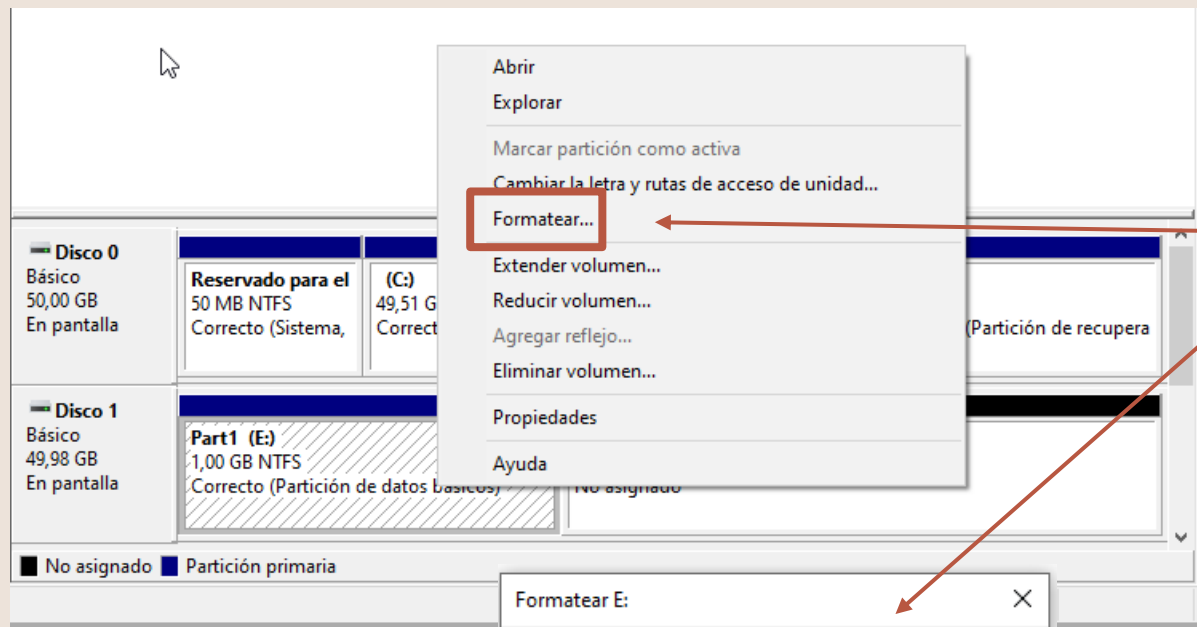 Abrir
Explorar
Marcar partición como activa
Cambiar la letra y rutas de acceso de unidad...
Formatear...
Extender volumen...
Reducir volumen...
Agregar reflejo...
Eliminar volumen...
Propiedades
Ayuda
Disco 0
Básico
50,00 GB
En pantalla
Reservado para el
50 MB NTFS
Correcto (Sistema,
(C:)
49,51 G
Correct
(Partición de recupera
Disco 1
Básico
49,98 GB
En pantalla
Part1 (E:)
1,00 GB NTFS
Correcto (Partición de datos básicos)
No asignado
No asignado Partición primaria
Formatear E: